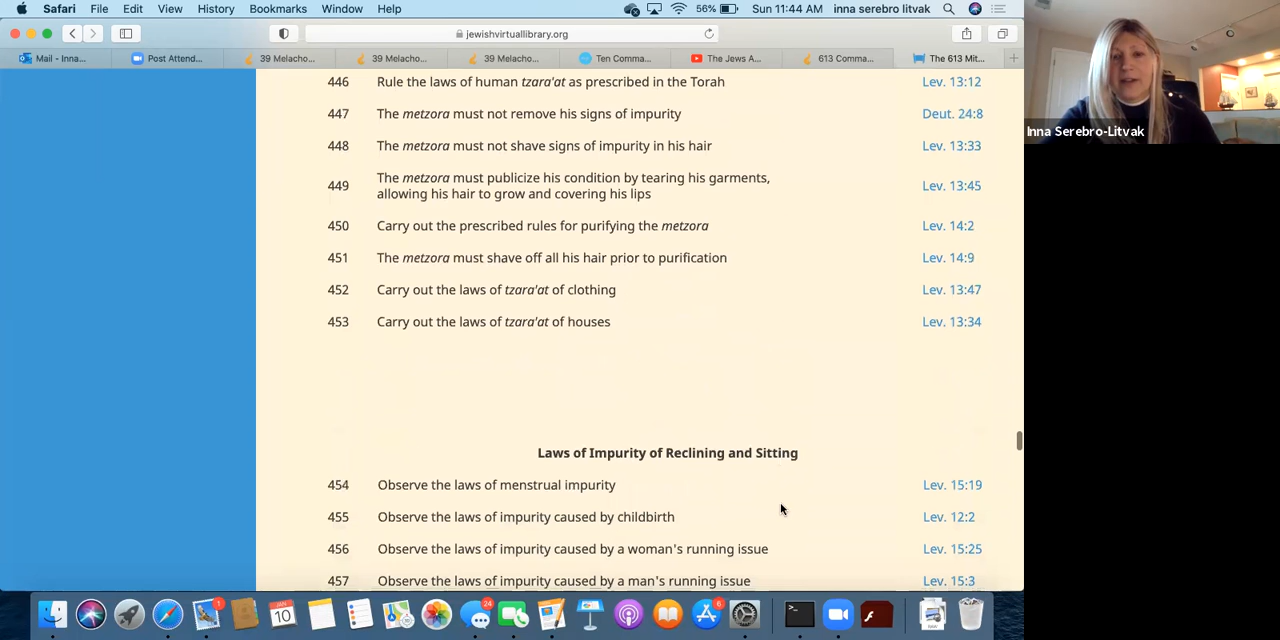 Safari File Edit View History Bookmarks Window Help 56% Sun 11:44 AM inna serebro litvak
jewishvirtuallibrary.org
Mail - Inna... Post Attend... 39 Melacho... 39 Melacho... 39 Melacho... Ten Comma... The Jews A... 613 Comma... The 613 Mit...
446 Rule the laws of human tzara'at as prescribed in the Torah Lev. 13:12
447 The metzora must not remove his signs of impurity Deut. 24:8
448 The metzora must not shave signs of impurity in his hair Lev. 13:33
449 The metzora must publicize his condition by tearing his garments,
allowing his hair to grow and covering his lips Lev. 13:45
450 Carry out the prescribed rules for purifying the metzora Lev. 14:2
451 The metzora must shave off all his hair prior to purification Lev. 14:9
452 Carry out the laws of tzara'at of clothing Lev. 13:47
453 Carry out the laws of tzara'at of houses Lev. 13:34
Laws of Impurity of Reclining and Sitting
454 Observe the laws of menstrual impurity Lev. 15:19
455 Observe the laws of impurity caused by childbirth Lev. 12:2
456 Observe the laws of impurity caused by a woman's running issue Lev. 15:25
457 Observe the laws of impurity caused by a man's running issue Lev. 15:3
Inna Serebro-Litvak
1
JAN
10
24
6